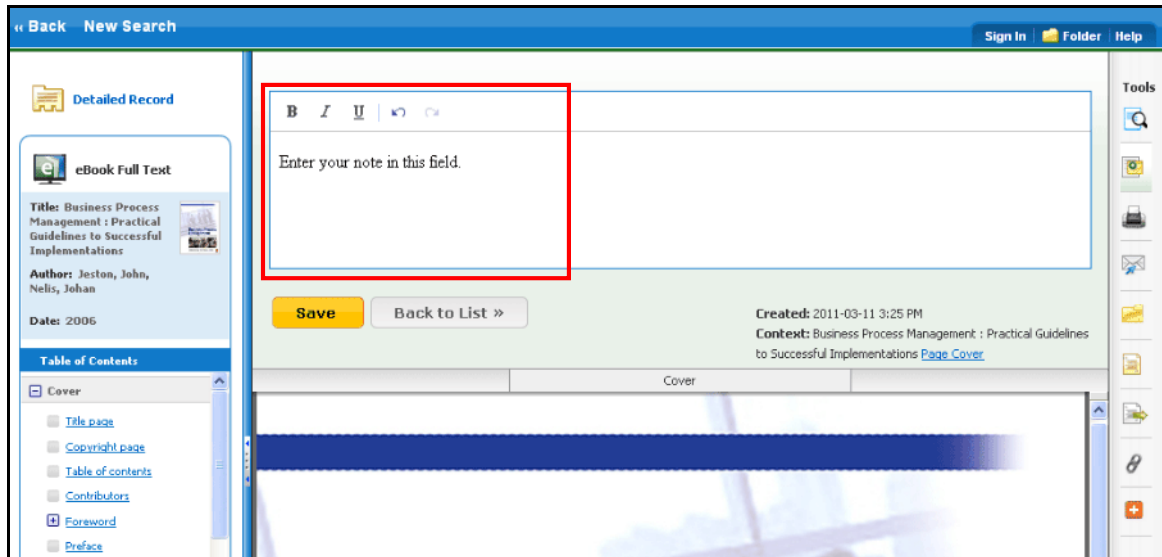 ‹‹ Back New Search
Sign In Folder Help
Detailed Record
eBook Full Text
Title: Business Process
Management : Practical
Guidelines to Successful
Implementations
Author: Jeston, John,
Nelis, Johan
Date: 2006
Table of Contents
Cover
Title page
Copyright page
Table of contents
Contributors
Foreword
Preface
B I U
Enter your note in this field.
Save Back to List »
Created: 2011-03-11 3:25 PM
Context: Business Process Management : Practical Guidelines
to Successful Implementations Page Cover
Cover
Tools